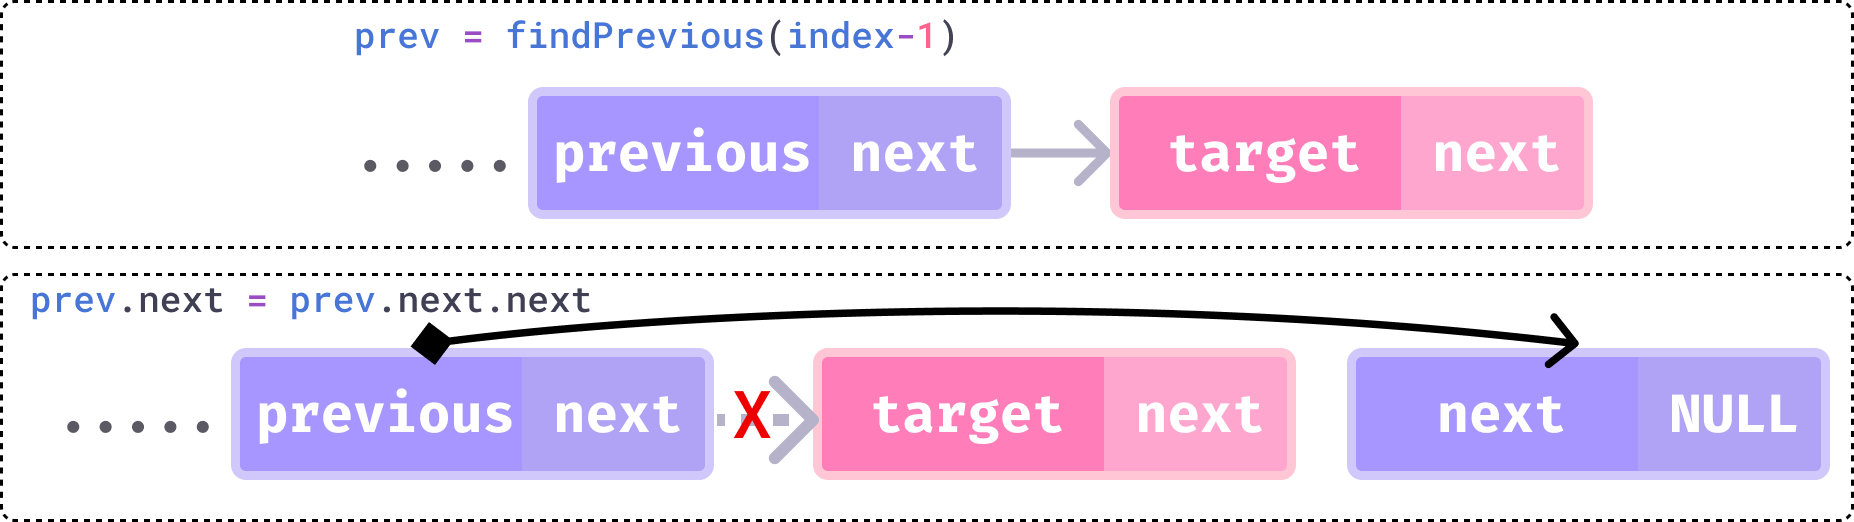 prev = findPrevious(index-1)
..... previous next target next
prev.next = prev.next.next
..... previous next X target next next NULL